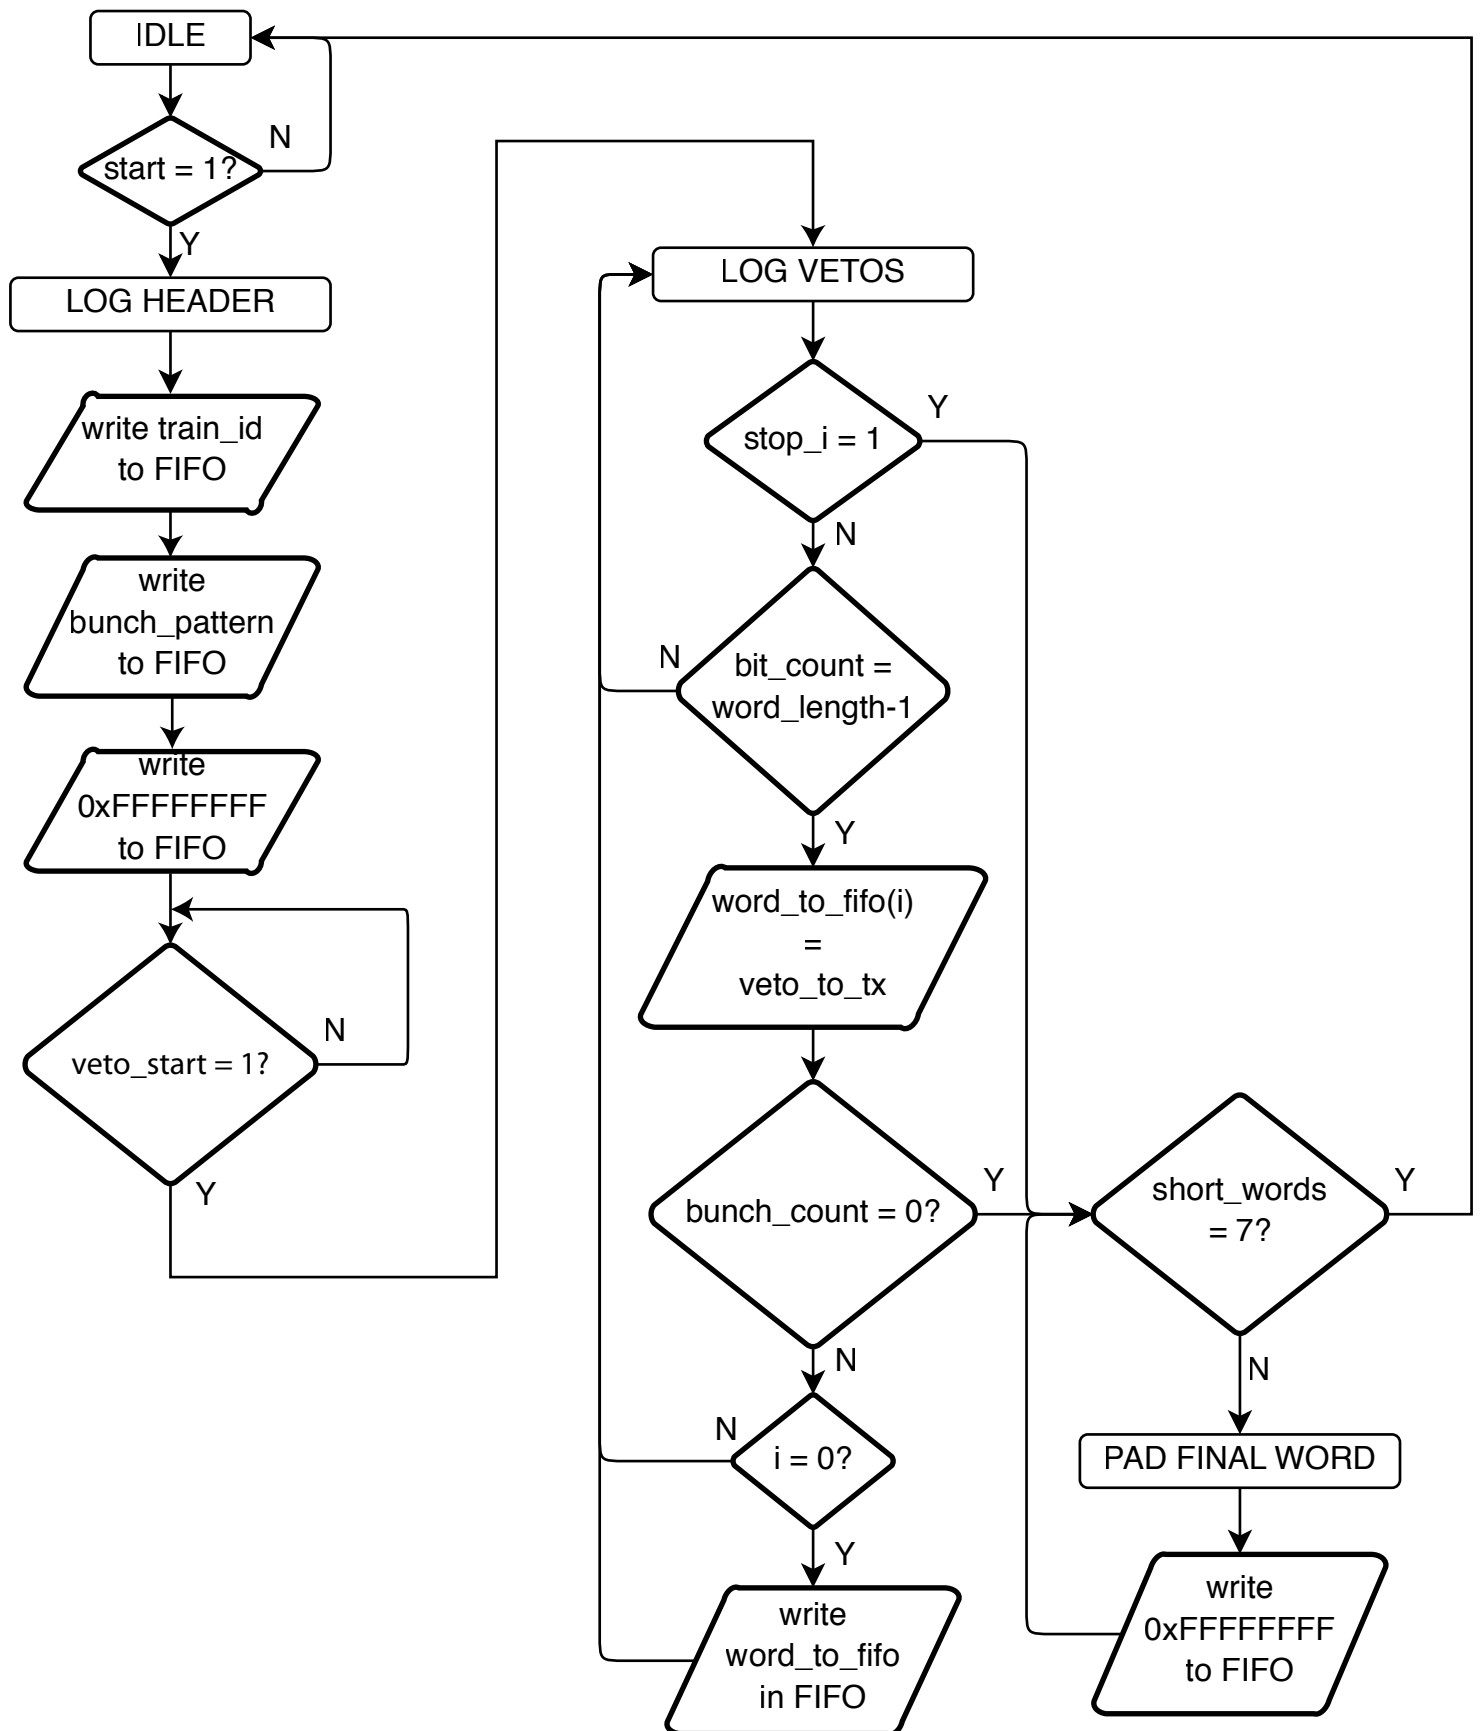 IDLE
N
start = 1?
Y
LOG HEADER
write train_id
to FIFO
write
bunch_pattern
to FIFO
write
0xFFFFFFFF
to FIFO
N
veto_start = 1?
Y
LOG VETOS
Y
stop_i = 1
N
N
bit_count =
word_length-1
Y
word_to_fifo(i)
=
veto_to_tx
Y
bunch_count = 0?
N
N
i = 0?
Y
write
word_to_fifo
in FIFO
short_words
= 7?
Y
N
PAD FINAL WORD
write
0xFFFFFFFF
to FIFO